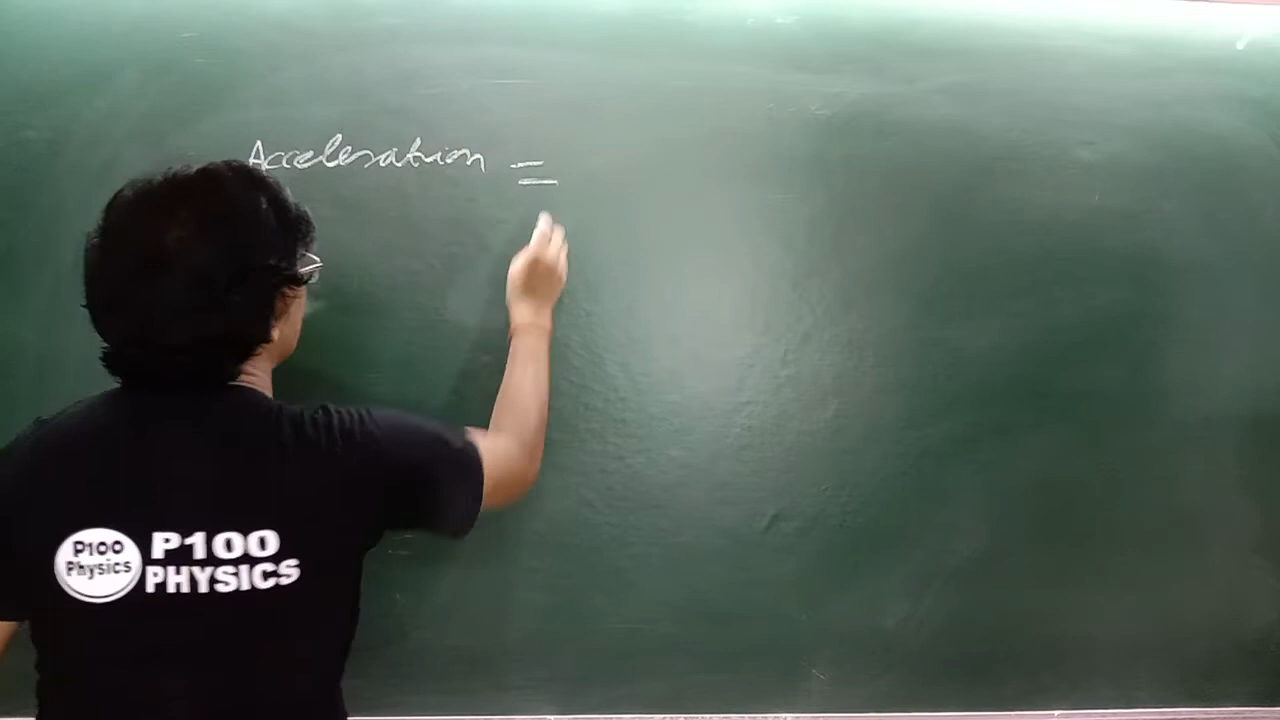 Acceleration =
P100
Physics
P100
PHYSICS